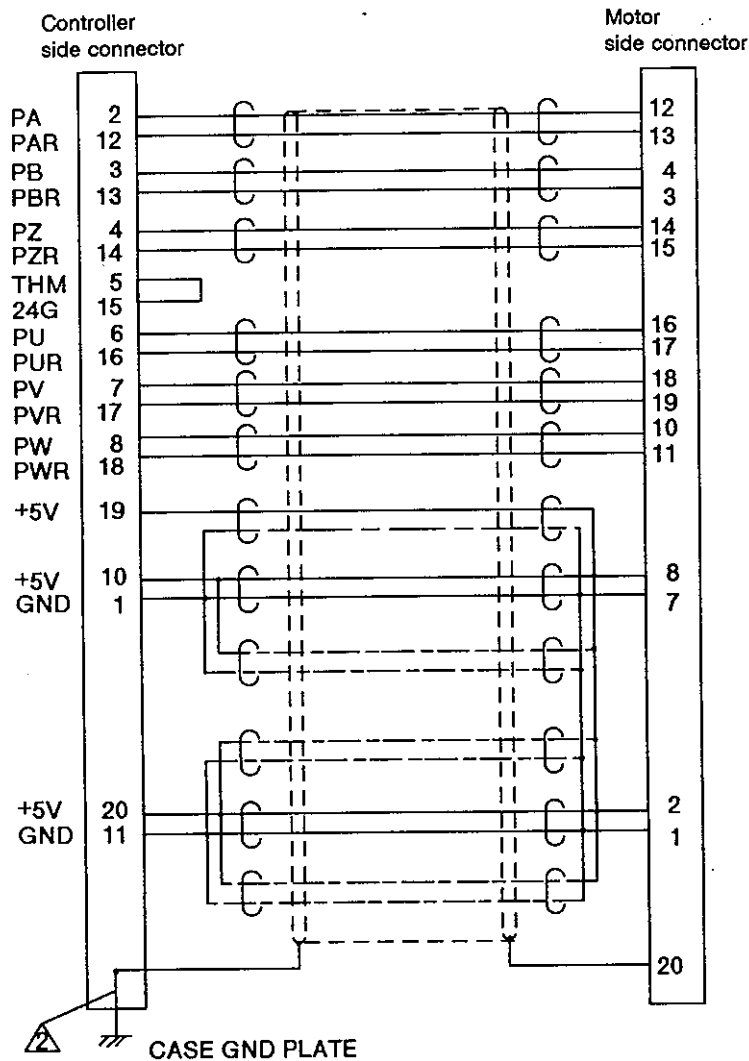 Controller
side connector
Motor
side connector
PA 2 12
PAR 12 13
PB 3 4
PBR 13 3
PZ 4 14
PZR 14 15
THM 5
24G 15
PU 6 16
PUR 16 17
PV 7 18
PVR 17 19
PW 8 10
PWR 18 11
+5V 19
+5V 10 8
GND 1 7
+5V 20 2
GND 11 1
20
2
CASE GND PLATE